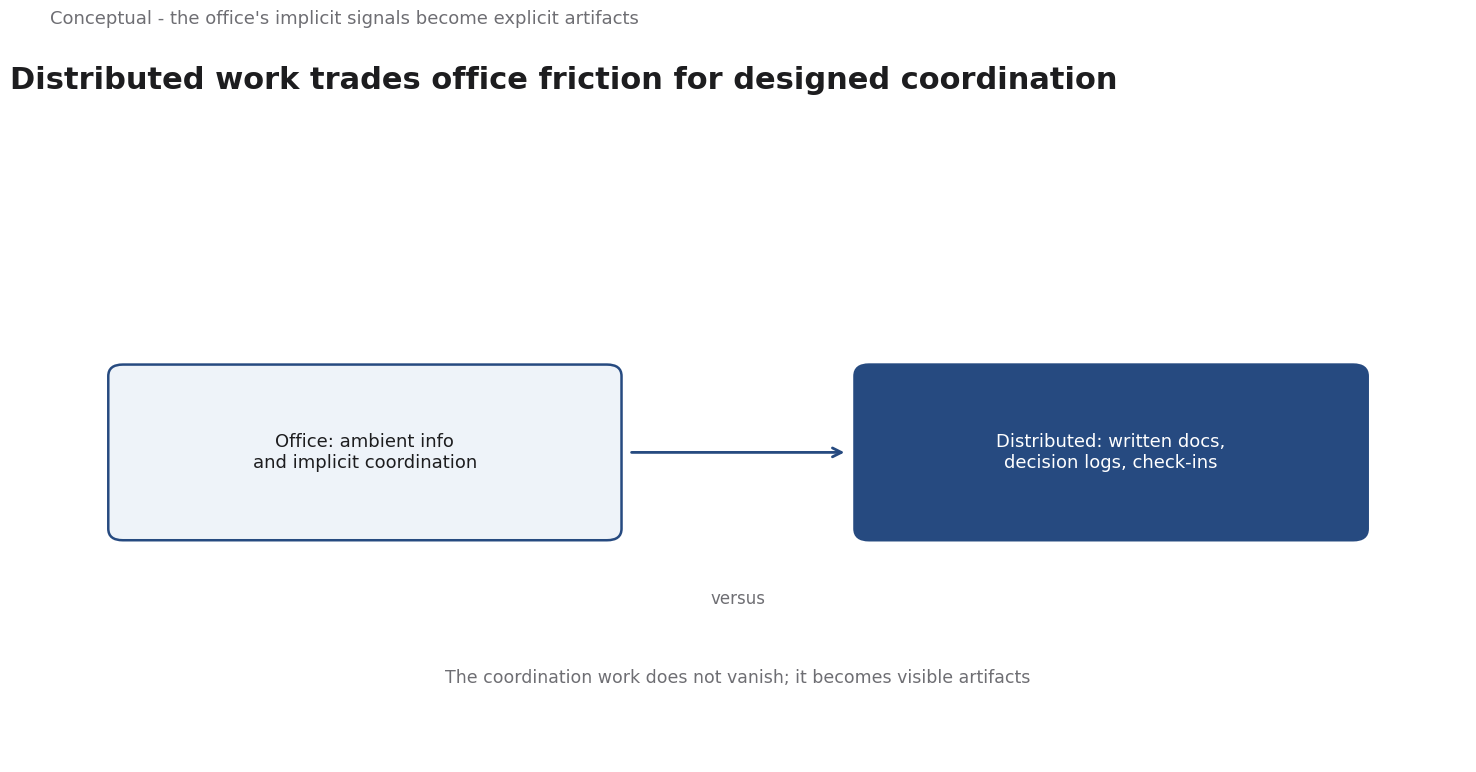 Conceptual - the office's implicit signals become explicit artifacts
Distributed work trades office friction for designed coordination
Office: ambient info
and implicit coordination
Distributed: written docs,
decision logs, check-ins
versus
The coordination work does not vanish; it becomes visible artifacts